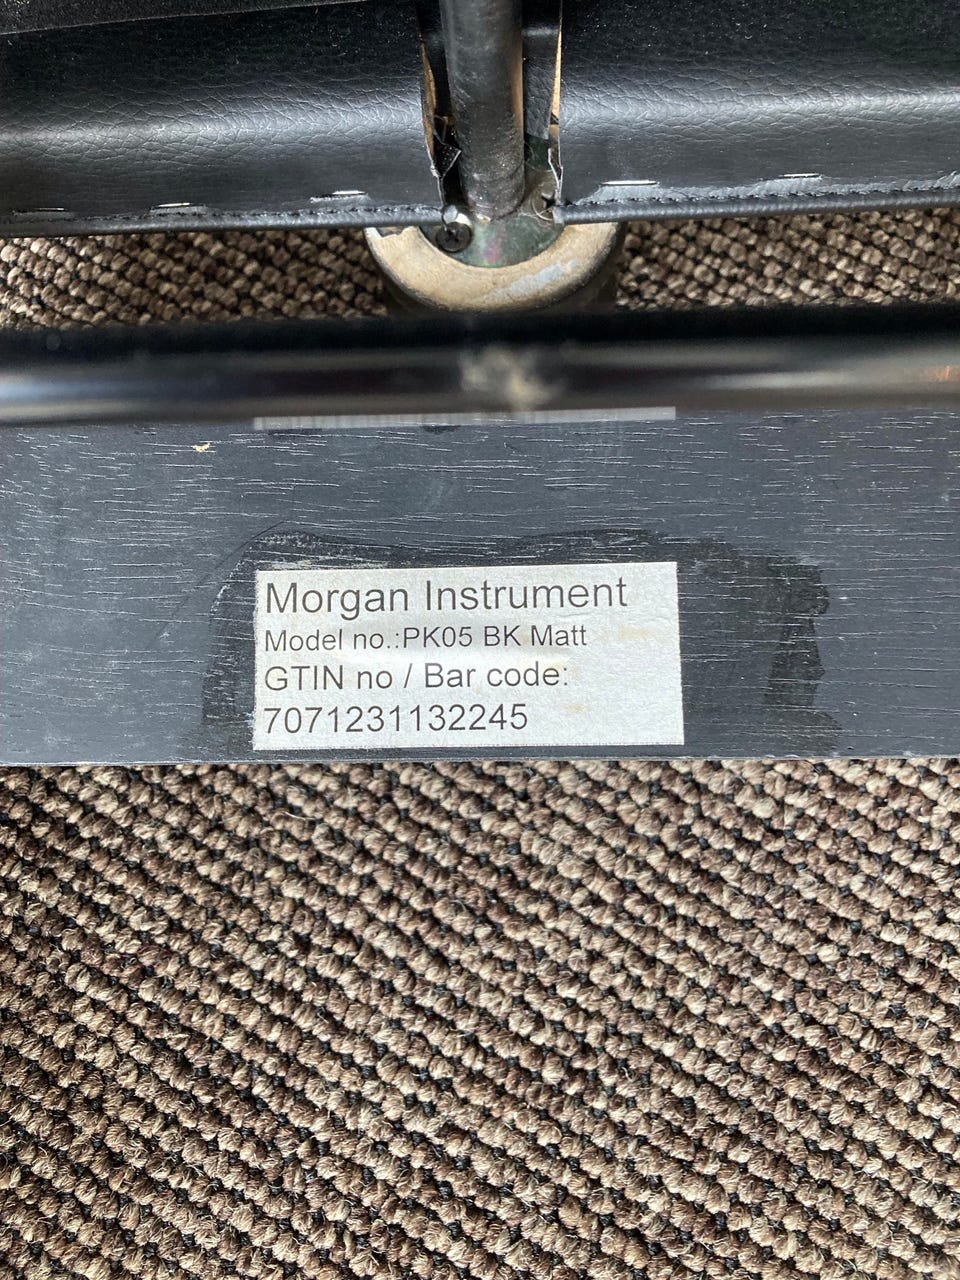 Morgan Instrument
Model no.:PK05 BK Matt
GTIN no / Bar code:
7071231132245